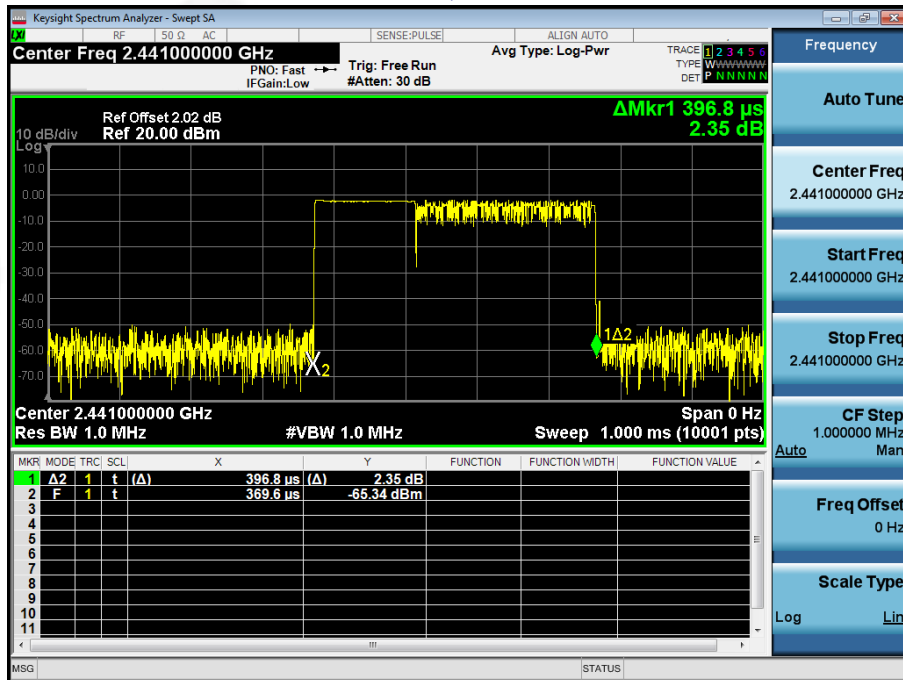 Keysight Spectrum Analyzer - Swept SA
LXI RF 50 Ω AC SENSE:PULSE ALIGN AUTO
Center Freq 2.441000000 GHz
PNO: Fast
IFGain:Low
Trig: Free Run
#Atten: 30 dB
Avg Type: Log-Pwr
TRACE 1 2 3 4 5 6
TYPE WWWWWW
DET P N N N N N
ΔMkr1 396.8 µs
2.35 dB
Ref Offset 2.02 dB
10 dB/div Ref 20.00 dBm
Log
10.0
0.00
-10.0
-20.0
-30.0
-40.0
-50.0
-60.0
-70.0
1Δ2
2
Center 2.441000000 GHz Span 0 Hz
Res BW 1.0 MHz #VBW 1.0 MHz Sweep 1.000 ms (10001 pts)
MKR MODE TRC SCL X Y FUNCTION FUNCTION WIDTH FUNCTION VALUE
1 Δ2 1 t (Δ) 396.8 µs (Δ) 2.35 dB
2 F 1 t 369.6 µs -65.34 dBm
3
4
5
6
7
8
9
10
11
MSG STATUS
Frequency
Auto Tune
Center Freq
2.441000000 GHz
Start Freq
2.441000000 GHz
Stop Freq
2.441000000 GHz
CF Step
1.000000 MHz
Auto Man
Freq Offset
0 Hz
Scale Type
Log Lin